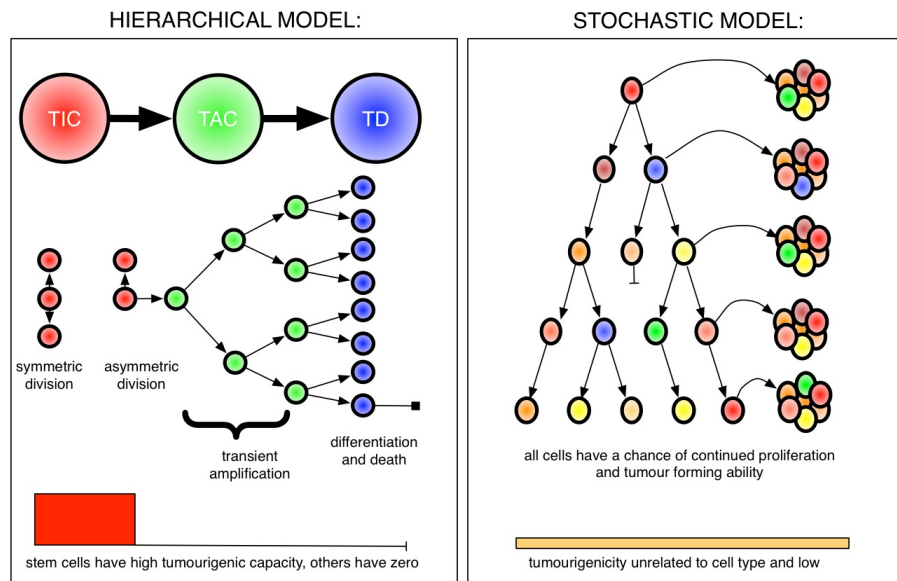 HIERARCHICAL MODEL:
TIC
TAC
TD
symmetric
division
asymmetric
division
transient
amplification
differentiation
and death
stem cells have high tumourigenic capacity, others have zero
STOCHASTIC MODEL:
all cells have a chance of continued proliferation
and tumour forming ability
tumourigenicity unrelated to cell type and low